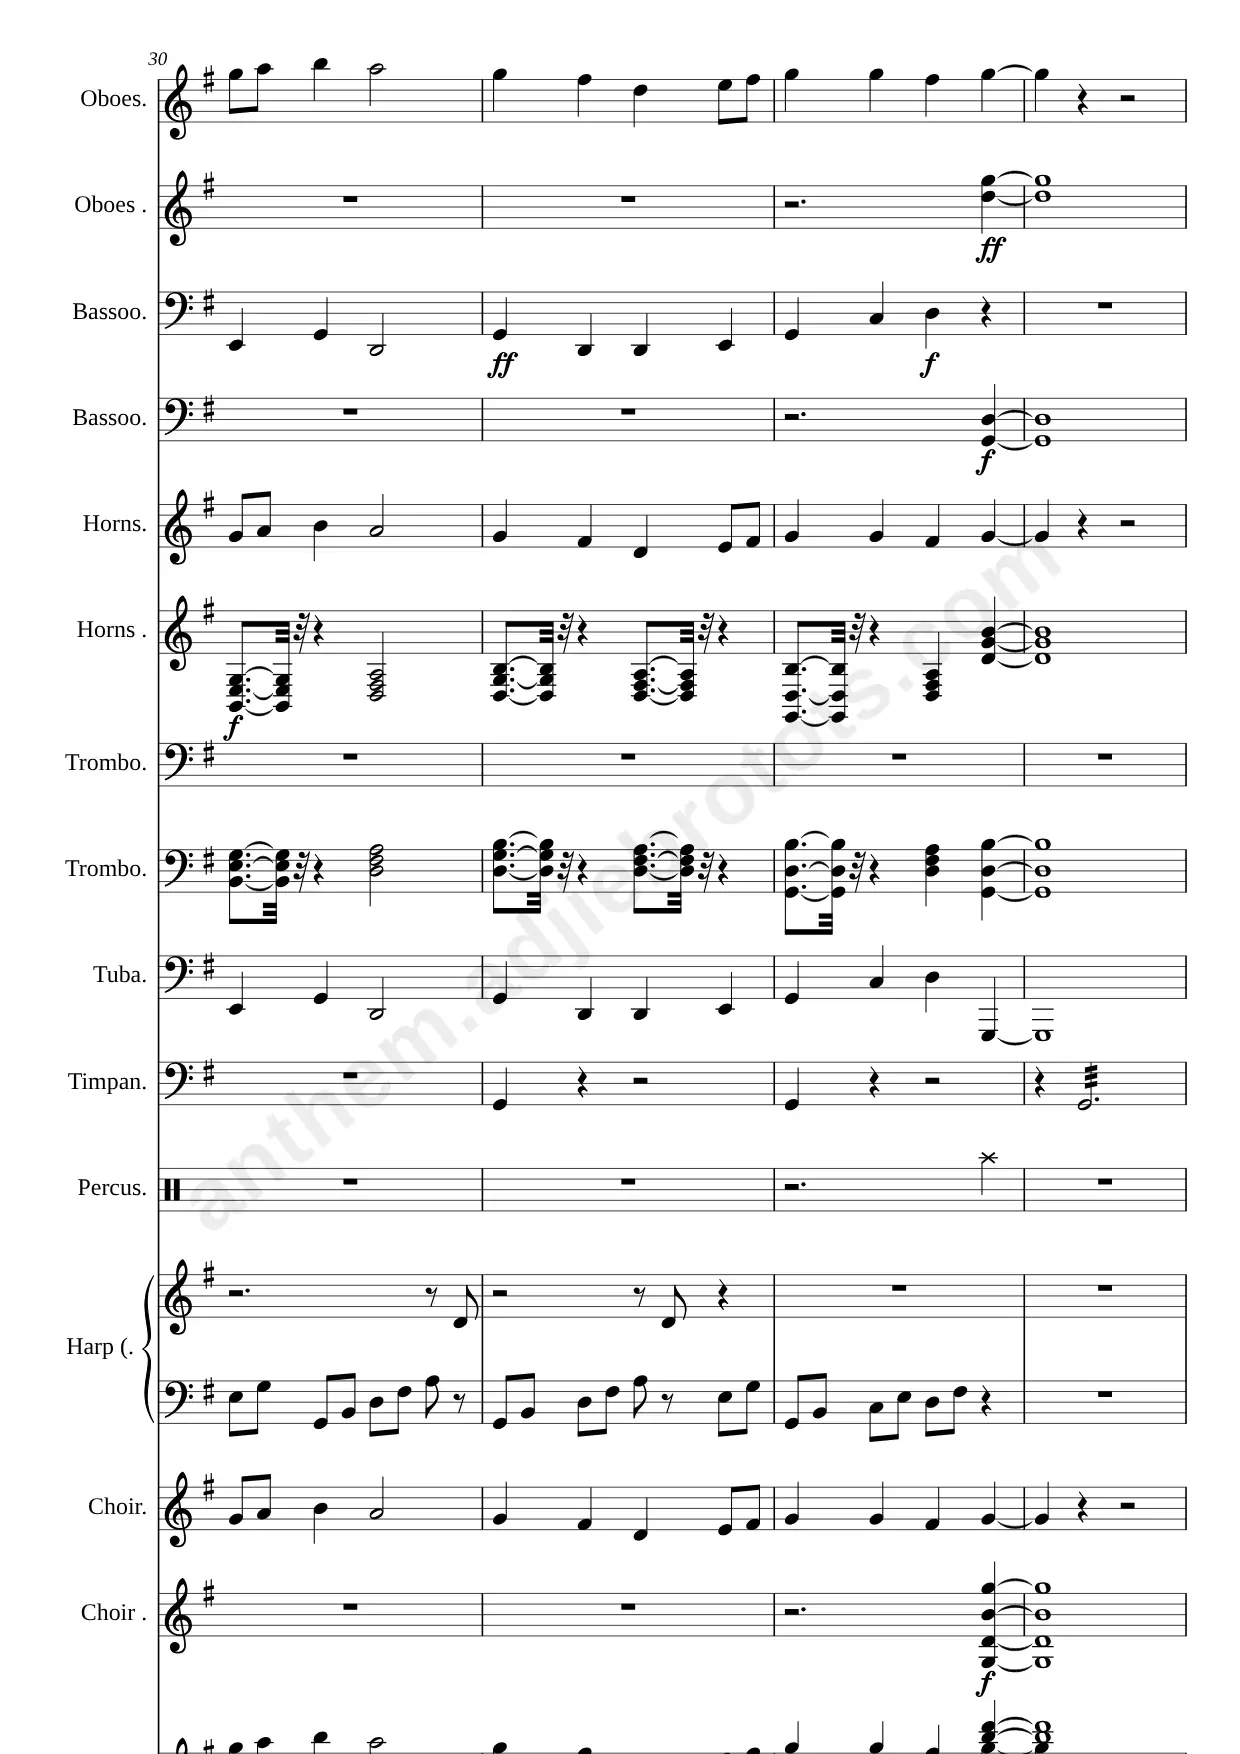 30
Oboes.
Oboes .
ff
Bassoo.
ff
f
Bassoo.
f
Horns.
Horns .
f
Trombo.
Trombo.
Tuba.
Timpan.
Percus.
Harp (.
Choir.
Choir .
f
anthem.adjiebrotots.com